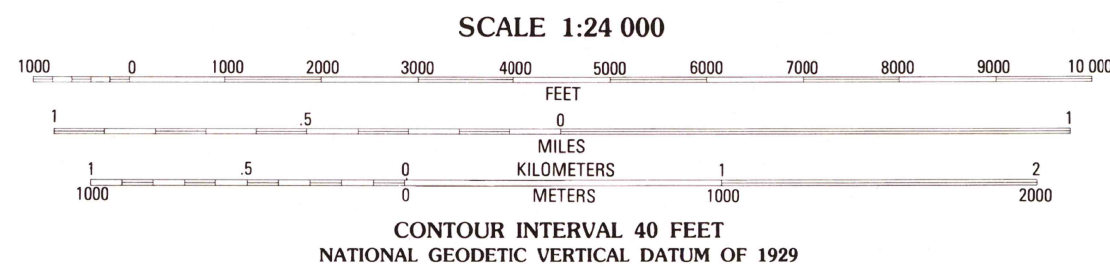 SCALE 1:24 000
1000 0 1000 2000 3000 4000 5000 6000 7000 8000 9000 10 000
FEET
1 .5 0 1
MILES
1 .5 0 KILOMETERS 1 2
1000 0 METERS 1000 2000
CONTOUR INTERVAL 40 FEET
NATIONAL GEODETIC VERTICAL DATUM OF 1929